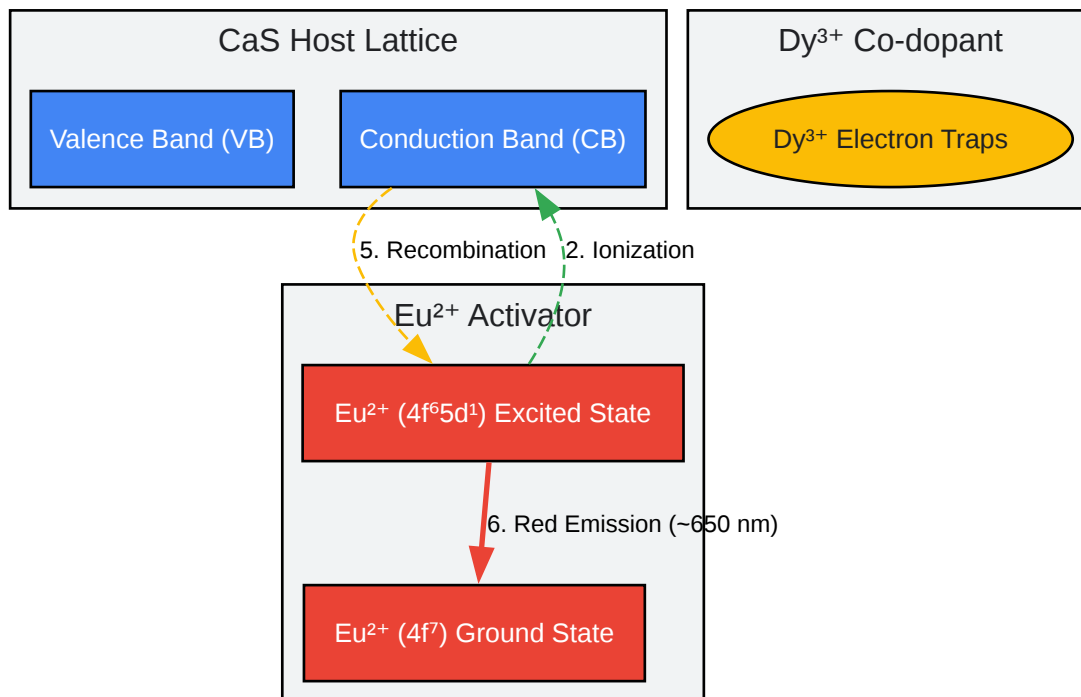 CaS Host Lattice
Dy³⁺ Co-dopant
Valence Band (VB)
Conduction Band (CB)
Dy³⁺ Electron Traps
5. Recombination
2. Ionization
Eu²⁺ Activator
Eu²⁺ (4f⁶5d¹) Excited State
6. Red Emission (~650 nm)
Eu²⁺ (4f⁷) Ground State